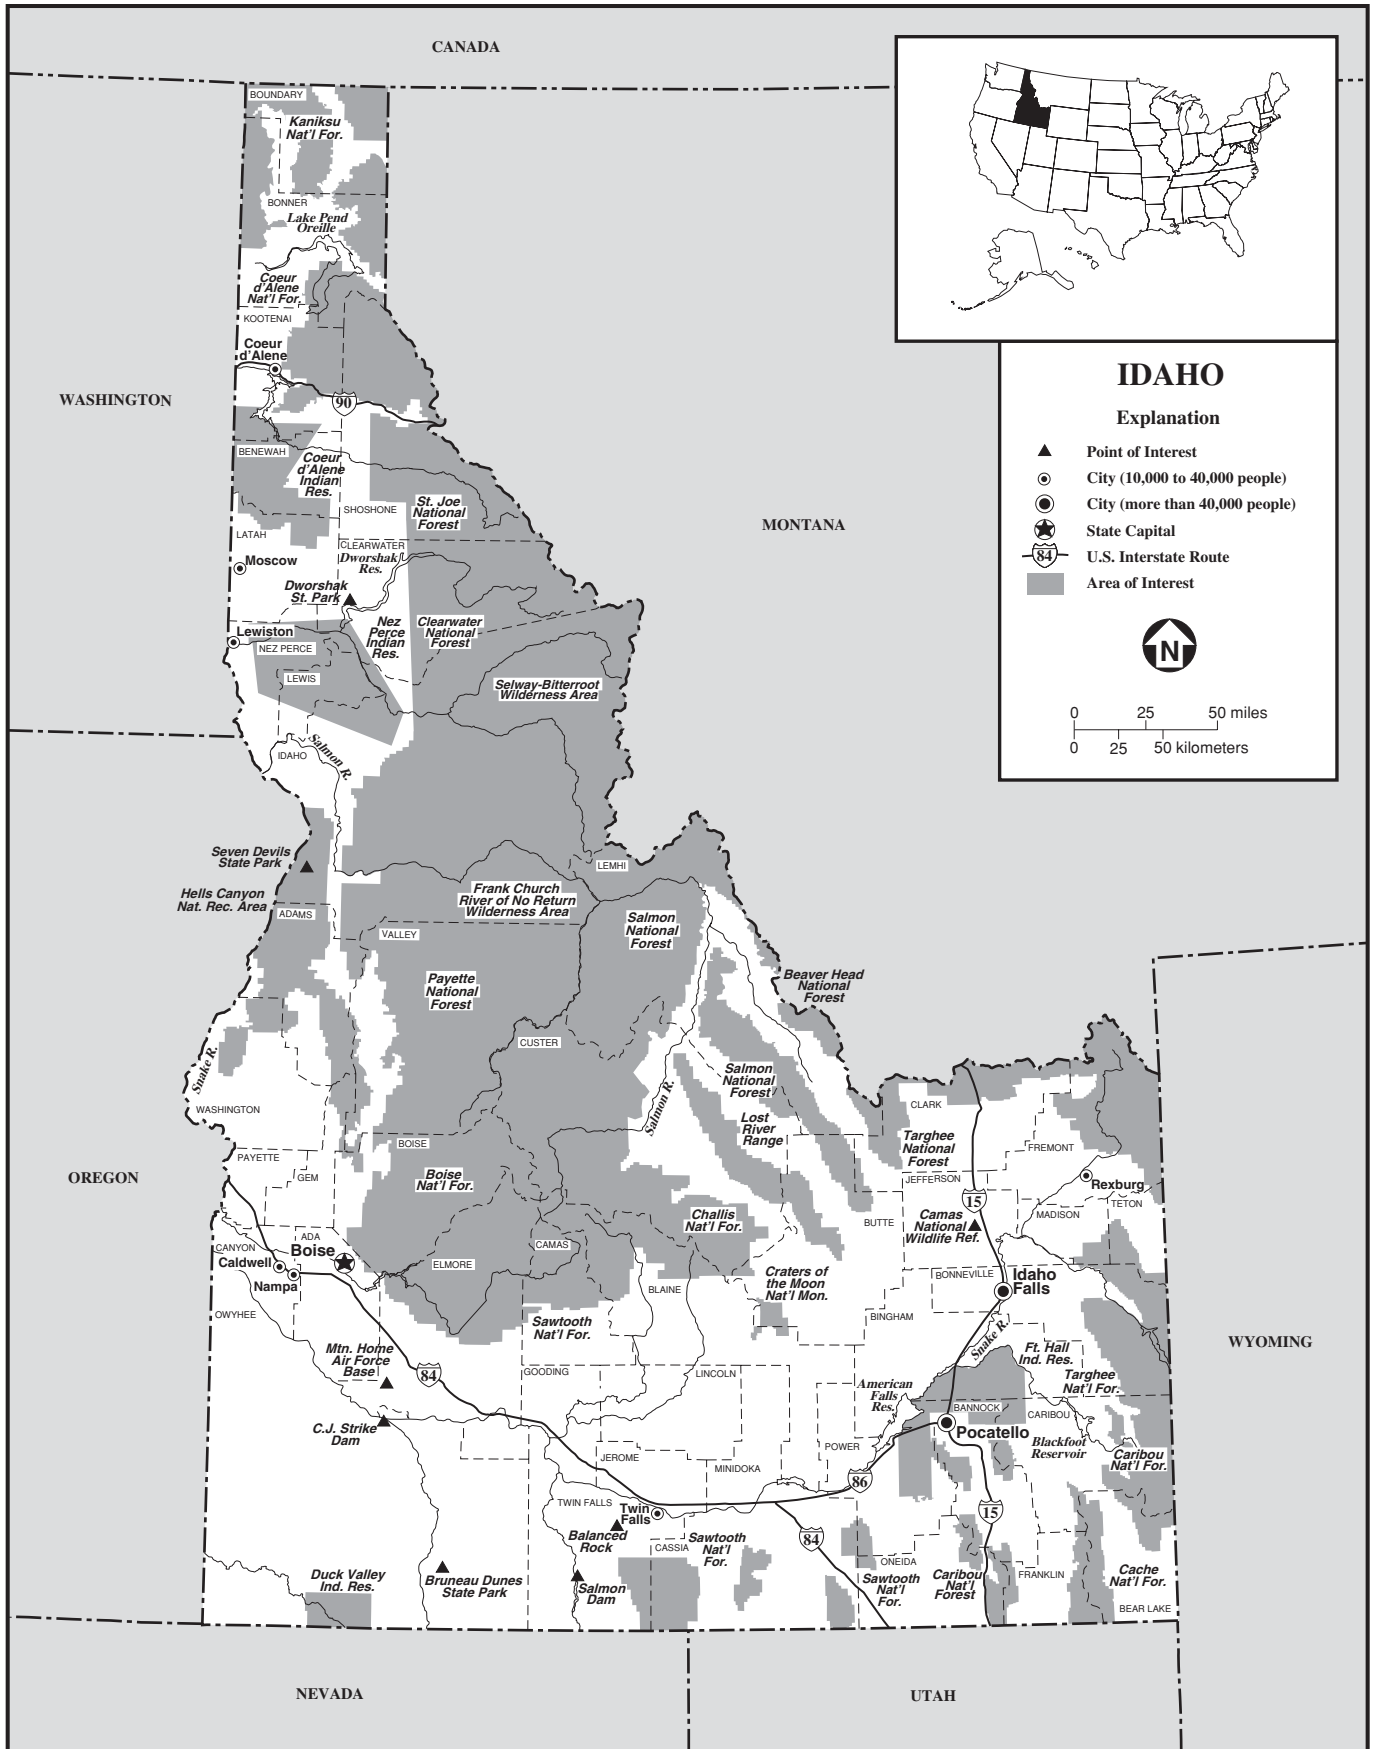 CANADA
BOUNDARY
Kaniksu
Nat'l For.
BONNER
Lake Pend
Oreille
Coeur
d'Alene
Nat'l For.
KOOTENAI
Coeur
d'Alene
WASHINGTON
90
IDAHO
Explanation
Point of Interest
City (10,000 to 40,000 people)
City (more than 40,000 people)
State Capital
84
U.S. Interstate Route
Area of Interest
N
0 25 50 miles
0 25 50 kilometers
BENEWAH
Coeur
d'Alene
Indian
Res.
SHOSHONE
St. Joe
National
Forest
MONTANA
LATAH
CLEARWATER
Dworshak
Res.
Moscow
Dworshak
St. Park
Lewiston
NEZ PERCE
Nez
Perce
Indian
Res.
Clearwater
National
Forest
LEWIS
Selway-Bitterroot
Wilderness Area
IDAHO
Salmon R.
Seven Devils
State Park
LEMHI
Hells Canyon
Nat. Rec. Area
ADAMS
Frank Church
River of No Return
Wilderness Area
VALLEY
Salmon
National
Forest
Payette
National
Forest
Beaver Head
National
Forest
CUSTER
Snake R.
Salmon
National
Forest
WASHINGTON
Salmon R.
Lost
River
Range
CLARK
BOISE
Targhee
National
Forest
FREMONT
OREGON
PAYETTE
GEM
Boise
Nat'l For.
JEFFERSON
Rexburg
15
MADISON
TETON
Challis
Nat'l For.
BUTTE
Camas
National
Wildlife Ref.
ADA
CANYON
Boise
CAMAS
Caldwell
ELMORE
Nampa
BLAINE
Craters of
the Moon
Nat'l Mon.
BONNEVILLE
Idaho
Falls
OWYHEE
BINGHAM
Sawtooth
Nat'l For.
Snake R.
WYOMING
Mtn. Home
Air Force
Base
84
GOODING
LINCOLN
Ft. Hall
Ind. Res.
Targhee
Nat'l For.
American
Falls
Res.
BANNOCK
CARIBOU
C.J. Strike
Dam
Pocatello
Blackfoot
Reservoir
Caribou
Nat'l For.
POWER
JEROME
MINIDOKA
86
TWIN FALLS
Twin
Falls
15
Balanced
Rock
CASSIA
Sawtooth
Nat'l
For.
84
ONEIDA
Duck Valley
Ind. Res.
Bruneau Dunes
State Park
Salmon
Dam
Sawtooth
Nat'l
For.
Caribou
Nat'l
Forest
FRANKLIN
Cache
Nat'l For.
BEAR LAKE
NEVADA
UTAH